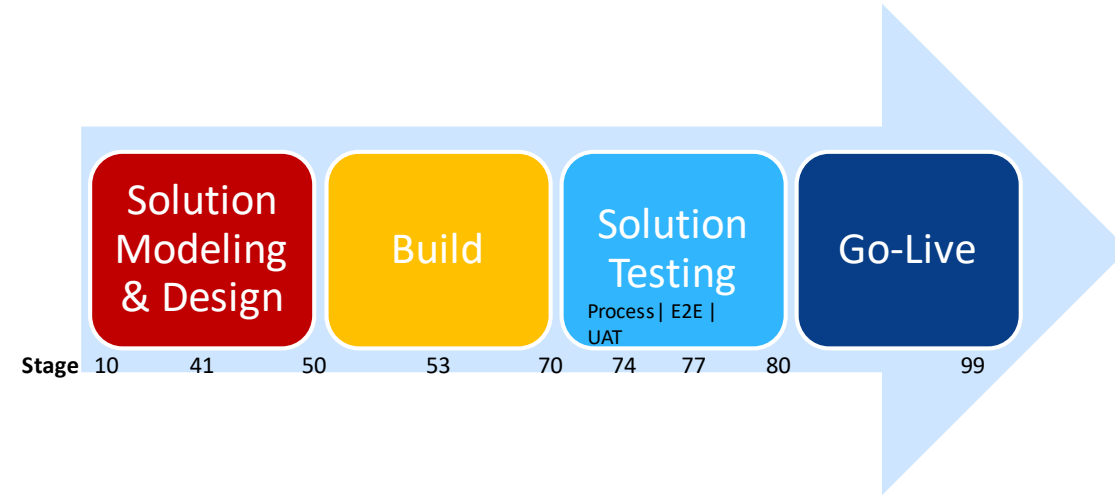 Solution
Modeling
& Design
Build
Solution
Testing
Process| E2E |
UAT
Go-Live
Stage 10 41 50 53 70 74 77 80 99